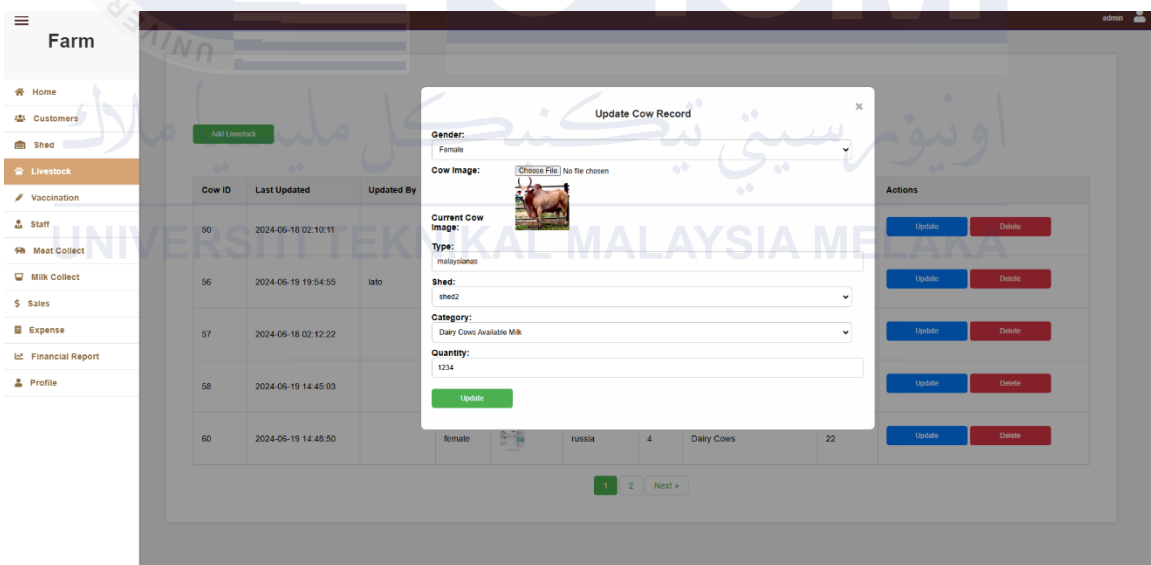 admin
Farm
Home
Customers
Shed
Livestock
Vaccination
Staff
Meat Collect
Milk Collect
$ Sales
Expense
Financial Report
Profile
Add Livestock
Cow ID Last Updated Updated By Actions
50 2024-06-18 02:10:11 Update Delete
56 2024-06-19 19:54:55 lato Update Delete
57 2024-06-18 02:12:22 Update Delete
58 2024-06-19 14:45:03 Update Delete
60 2024-06-19 14:48:50 female russia 4 Dairy Cows 22 Update Delete
1 2 Next »
Update Cow Record
×
Gender:
Female
Cow Image: Choose File No file chosen
Current Cow
Image:
Type:
malaysianas
Shed:
shed2
Category:
Dairy Cows Available Milk
Quantity:
1234
Update
اونيۏرسيتي تيكنيكل مليسيا ملاك
UNIVERSITI TEKNIKAL MALAYSIA MELAKA